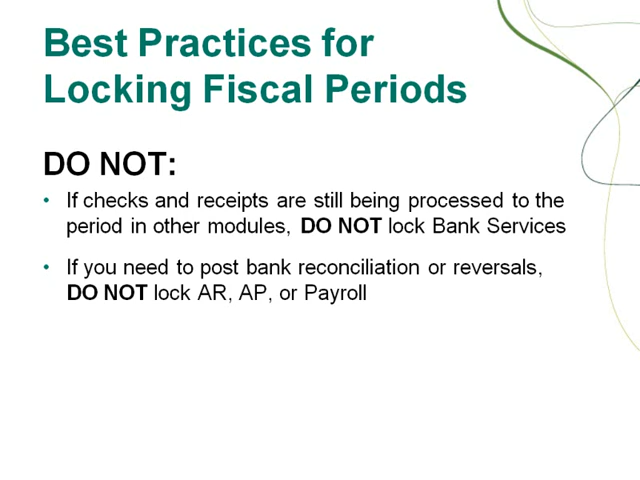 Best Practices for
Locking Fiscal Periods
DO NOT:
• If checks and receipts are still being processed to the
period in other modules, DO NOT lock Bank Services
• If you need to post bank reconciliation or reversals,
DO NOT lock AR, AP, or Payroll